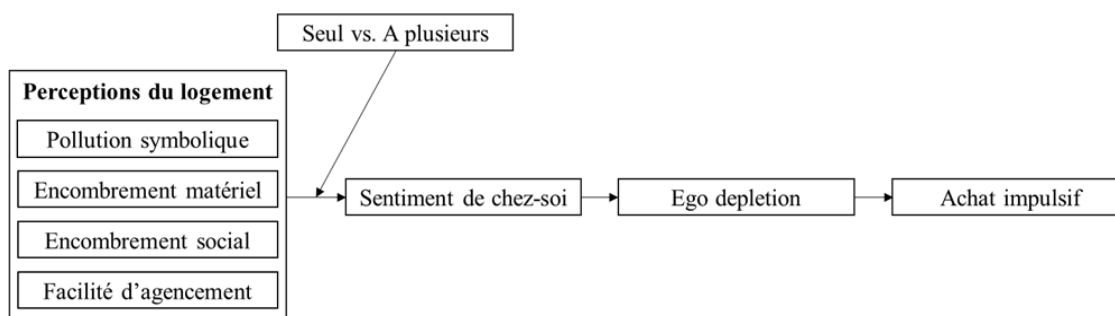 Seul vs. A plusieurs
Perceptions du logement
Pollution symbolique
Encombrement matériel
Encombrement social
Facilité d'agencement
Sentiment de chez-soi
Ego depletion
Achat impulsif